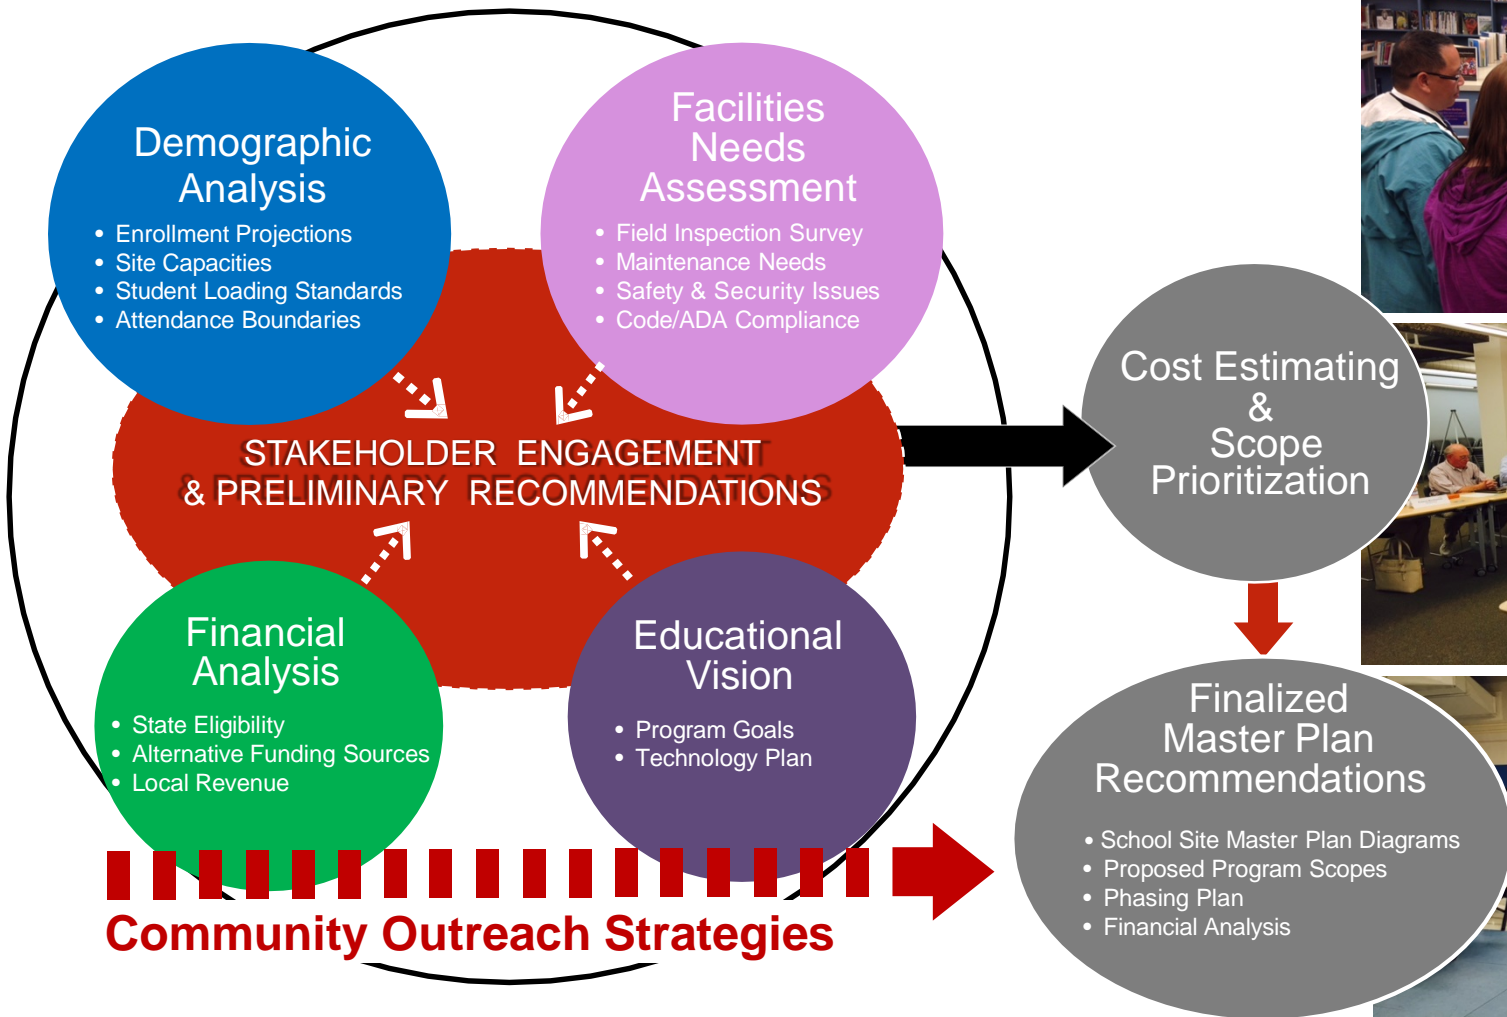 Demographic
Analysis
• Enrollment Projections
• Site Capacities
• Student Loading Standards
• Attendance Boundaries
Facilities
Needs
Assessment
• Field Inspection Survey
• Maintenance Needs
• Safety & Security Issues
• Code/ADA Compliance
STAKEHOLDER ENGAGEMENT
& PRELIMINARY RECOMMENDATIONS
Financial
Analysis
• State Eligibility
• Alternative Funding Sources
• Local Revenue
Educational
Vision
• Program Goals
• Technology Plan
Community Outreach Strategies
Cost Estimating
&
Scope
Prioritization
Finalized
Master Plan
Recommendations
• School Site Master Plan Diagrams
• Proposed Program Scopes
• Phasing Plan
• Financial Analysis